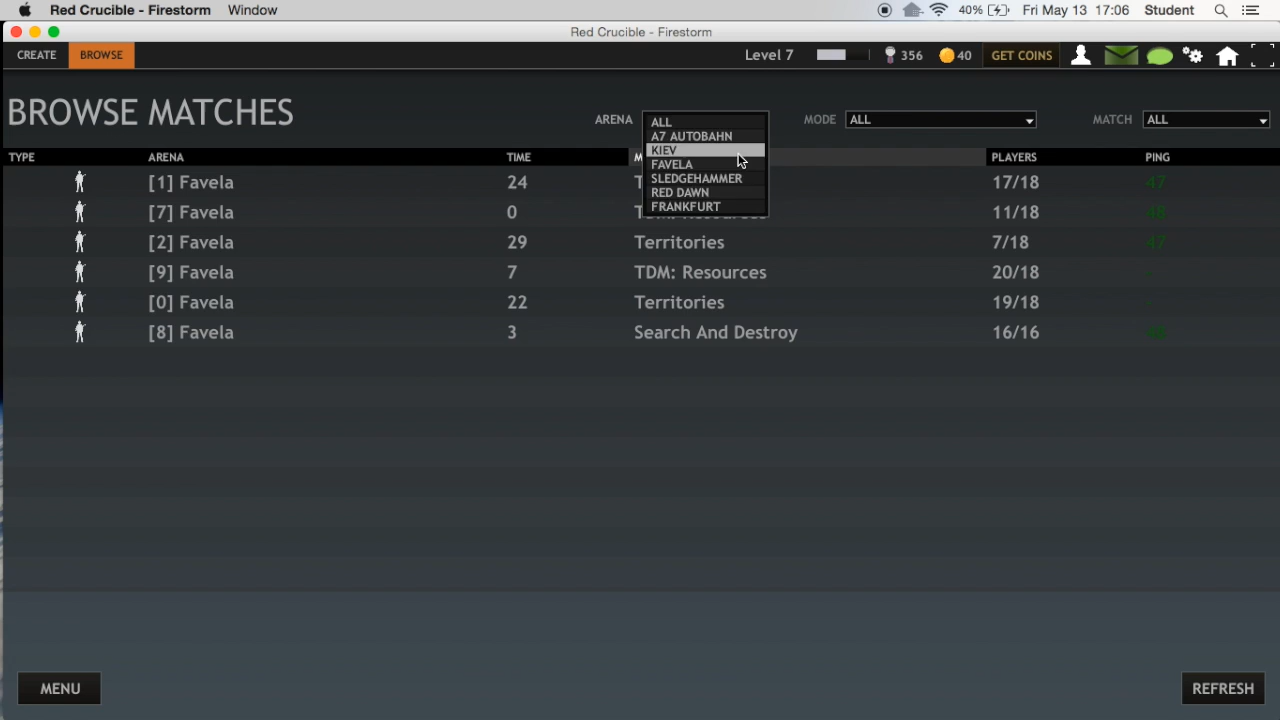 Red Crucible - Firestorm Window 40% Fri May 13 17:06 Student
Red Crucible - Firestorm
CREATE BROWSE Level 7 356 40 GET COINS
BROWSE MATCHES ARENA MODE ALL MATCH ALL
ALL
A7 AUTOBAHN
KIEV
FAVELA
SLEDGEHAMMER
RED DAWN
FRANKFURT
TYPE ARENA TIME PLAYERS PING
[1] Favela 24 17/18 47
[7] Favela 0 11/18 48
[2] Favela 29 Territories 7/18 47
[9] Favela 7 TDM: Resources 20/18 -
[0] Favela 22 Territories 19/18 -
[8] Favela 3 Search And Destroy 16/16
MENU REFRESH